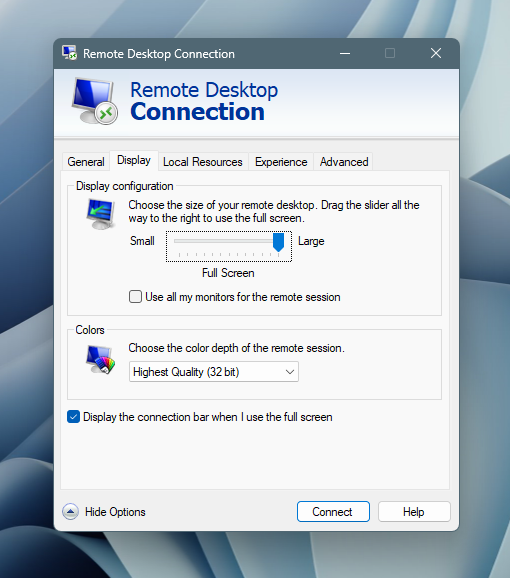 Remote Desktop Connection
Remote Desktop
Connection
General Display Local Resources Experience Advanced
Display configuration
Choose the size of your remote desktop. Drag the slider all the
way to the right to use the full screen.
Small Large
Full Screen
Use all my monitors for the remote session
Colors
Choose the color depth of the remote session.
Highest Quality (32 bit)
Display the connection bar when I use the full screen
Hide Options Connect Help